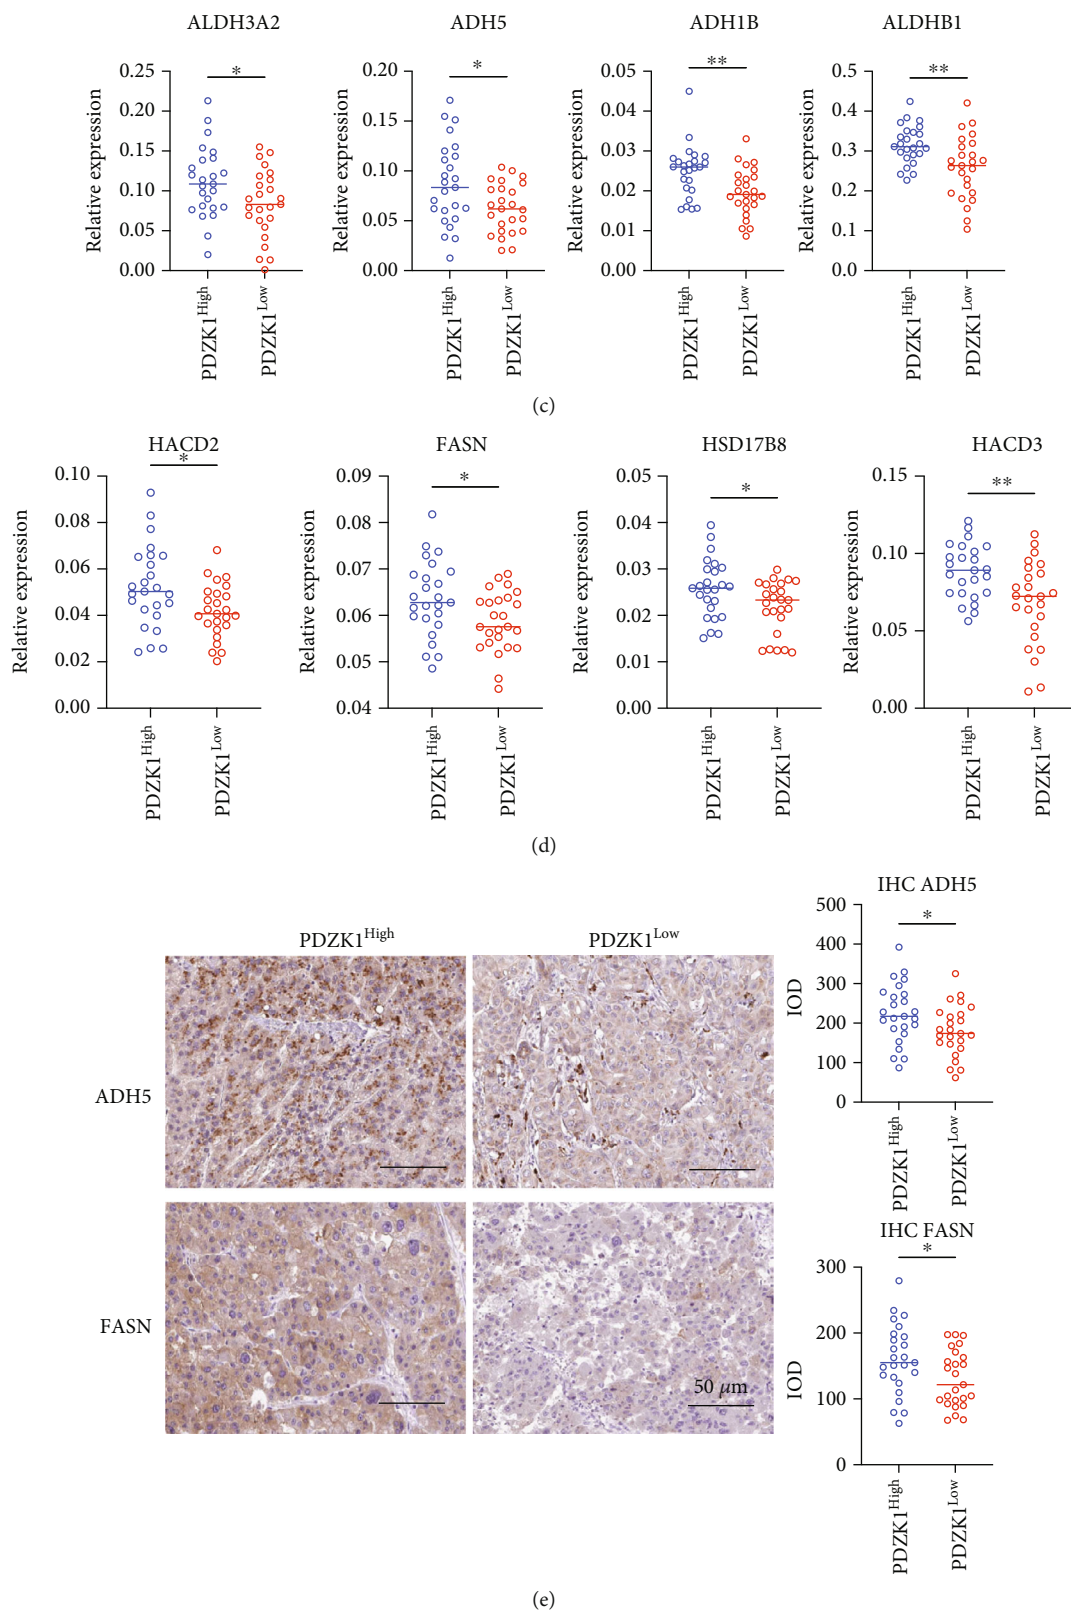 ALDH3A2 ADH5 ADH1B ALDHB1
* * ** **
Relative expression
0.25
0.20
0.15
0.10
0.05
0.00
PDZK1High PDZK1Low
Relative expression
0.20
0.15
0.10
0.05
0.00
PDZK1High PDZK1Low
Relative expression
0.05
0.04
0.03
0.02
0.01
0.00
PDZK1High PDZK1Low
Relative expression
0.5
0.4
0.3
0.2
0.1
0.0
PDZK1High PDZK1Low
(c)
HACD2 FASN HSD17B8 HACD3
* * * **
Relative expression
0.10
0.08
0.06
0.04
0.02
0.00
PDZK1High PDZK1Low
Relative expression
0.09
0.08
0.07
0.06
0.05
0.04
PDZK1High PDZK1Low
Relative expression
0.05
0.04
0.03
0.02
0.01
0.00
PDZK1High PDZK1Low
Relative expression
0.15
0.10
0.05
0.00
PDZK1High PDZK1Low
(d)
PDZK1High PDZK1Low
ADH5
FASN
50 μm
IHC ADH5
*
IOD
500
400
300
200
100
0
PDZK1High PDZK1Low
IHC FASN
*
IOD
300
200
100
0
PDZK1High PDZK1Low
(e)